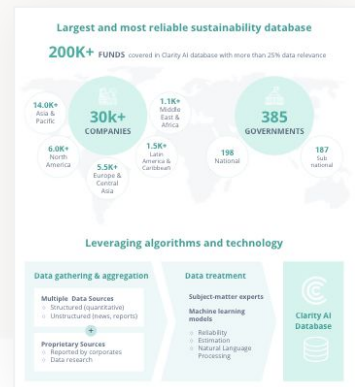 Largest and most reliable sustainability database
200K+ FUNDS covered in Clarity AI database with more than 25% data relevance
14.0K+
Asia &
Pacific
30k+
COMPANIES
1.1K+
Middle
East &
Africa
6.0K+
North
America
5.5K+
Europe &
Central
Asia
1.5K+
Latin
America &
Caribbean
385
GOVERNMENTS
198
National
187
Sub
national
Leveraging algorithms and technology
Data gathering & aggregation
Multiple Data Sources
Structured (quantitative)
Unstructured (news, reports)
+
Proprietary Sources
Reported by corporates
Data research
Data treatment
Subject-matter experts
Machine learning
models
Reliability
Estimation
Natural Language
Processing
Clarity AI
Database